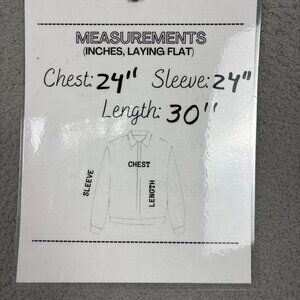 MEASUREMENTS
(INCHES, LAYING FLAT)
Chest: 24" Sleeve: 24"
Length: 30"
CHEST
SLEEVE
LENGTH